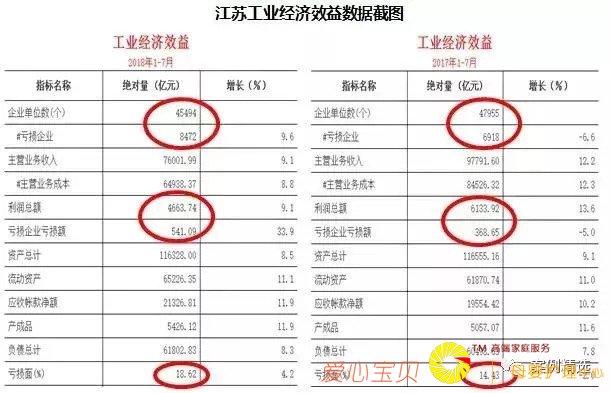 江苏工业经济效益数据截图
工业经济效益
2018年1-7月
指标名称 绝对量（亿元） 增长（%）
企业单位数(个) 45494
#亏损企业 8472 9.6
主营业务收入 76001.99 9.1
#主营业务成本 64938.37 8.8
利润总额 4663.74 9.1
亏损企业亏损额 541.09 33.9
资产总计 116328.00 8.5
流动资产 65226.35 11.1
应收帐款净额 21326.81 11.9
产成品 5426.12 11.9
负债总计 61802.83 8.3
亏损面(%) 18.62 4.2
工业经济效益
2017年1-7月
指标名称 绝对量（亿元） 增长（%）
企业单位数(个) 47955
#亏损企业 6918 -6.6
主营业务收入 97791.60 12.2
#主营业务成本 84526.32 12.3
利润总额 6133.92 13.6
亏损企业亏损额 368.65 -5.0
资产总计 116555.16 9.1
流动资产 61870.74 11.0
应收帐款净额 19554.42 10.2
产成品 5057.07 11.6
负债总计 7.8
亏损面(%) 14.43
TM 高端家庭服务
爱心宝贝
母婴护理中心
案例精选